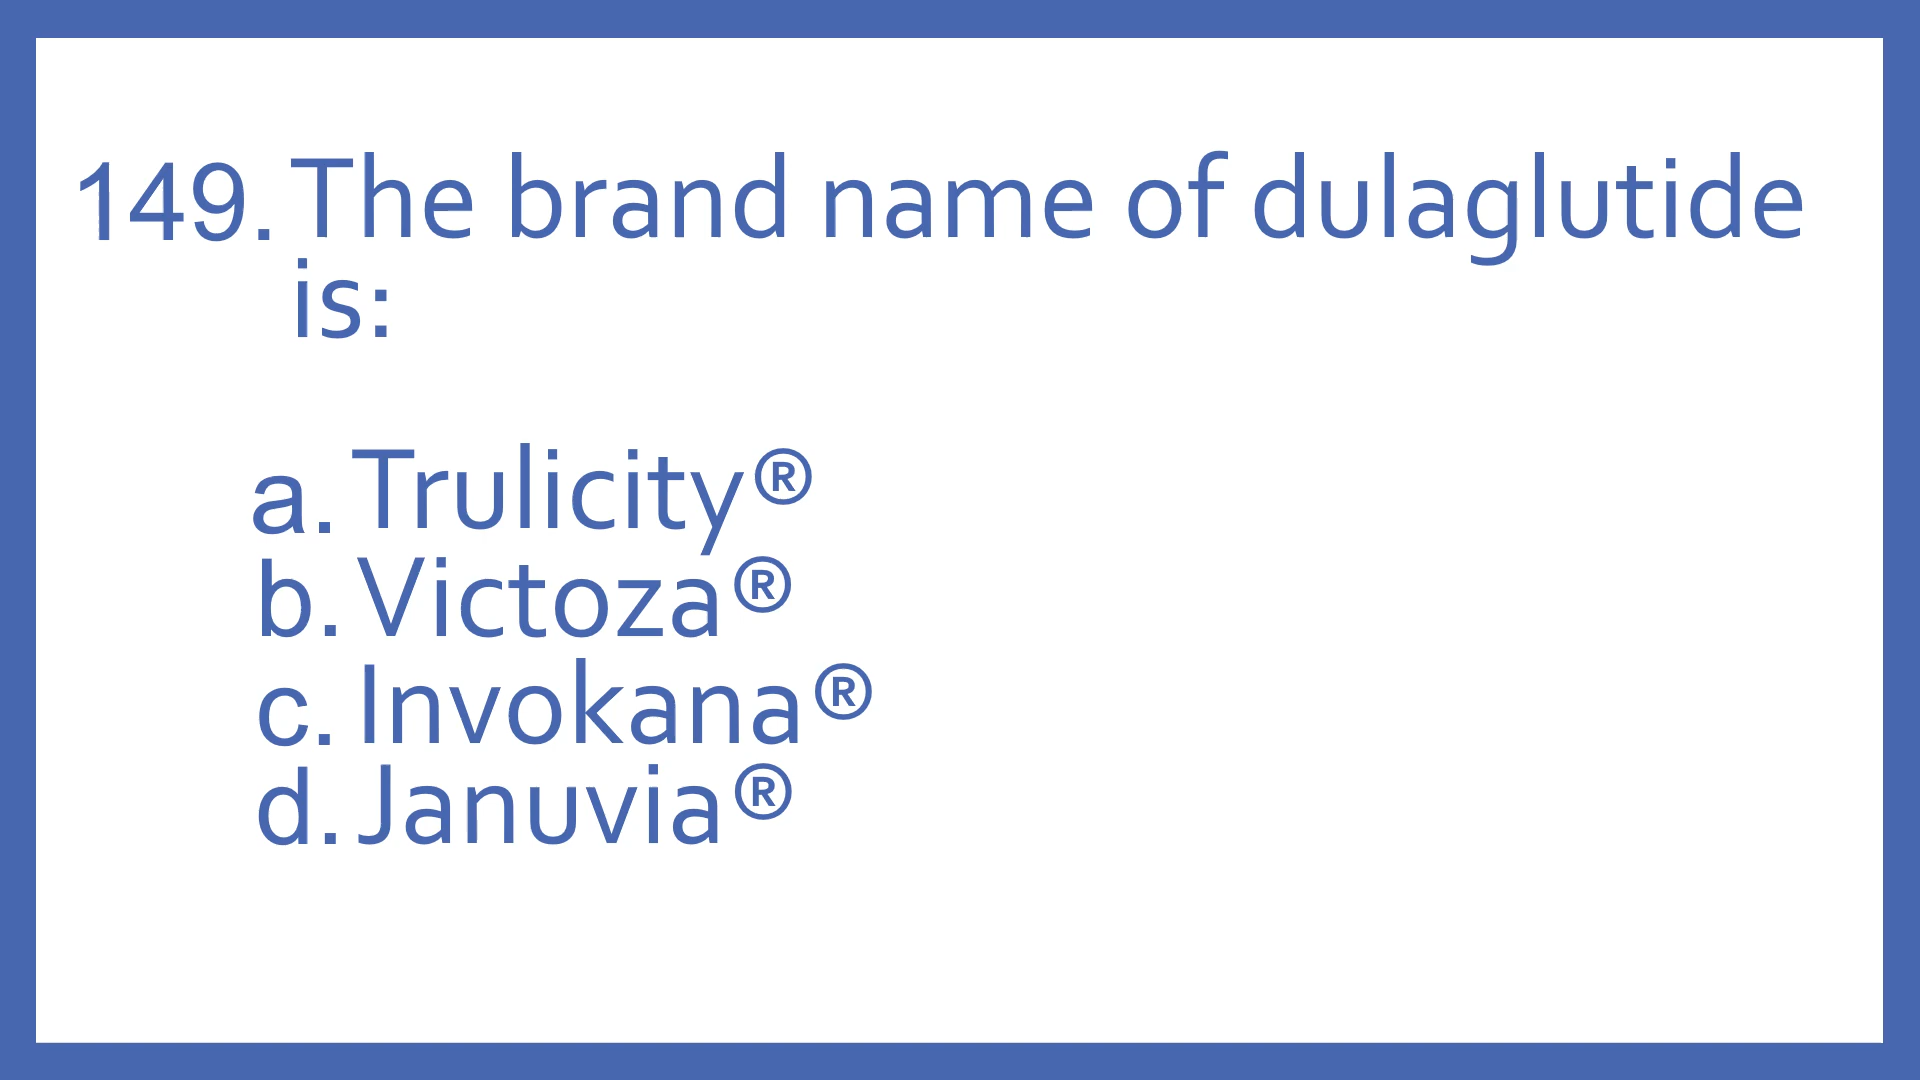 149. The brand name of dulaglutide
is:
a. Trulicity®
b. Victoza®
c. Invokana®
d. Januvia®